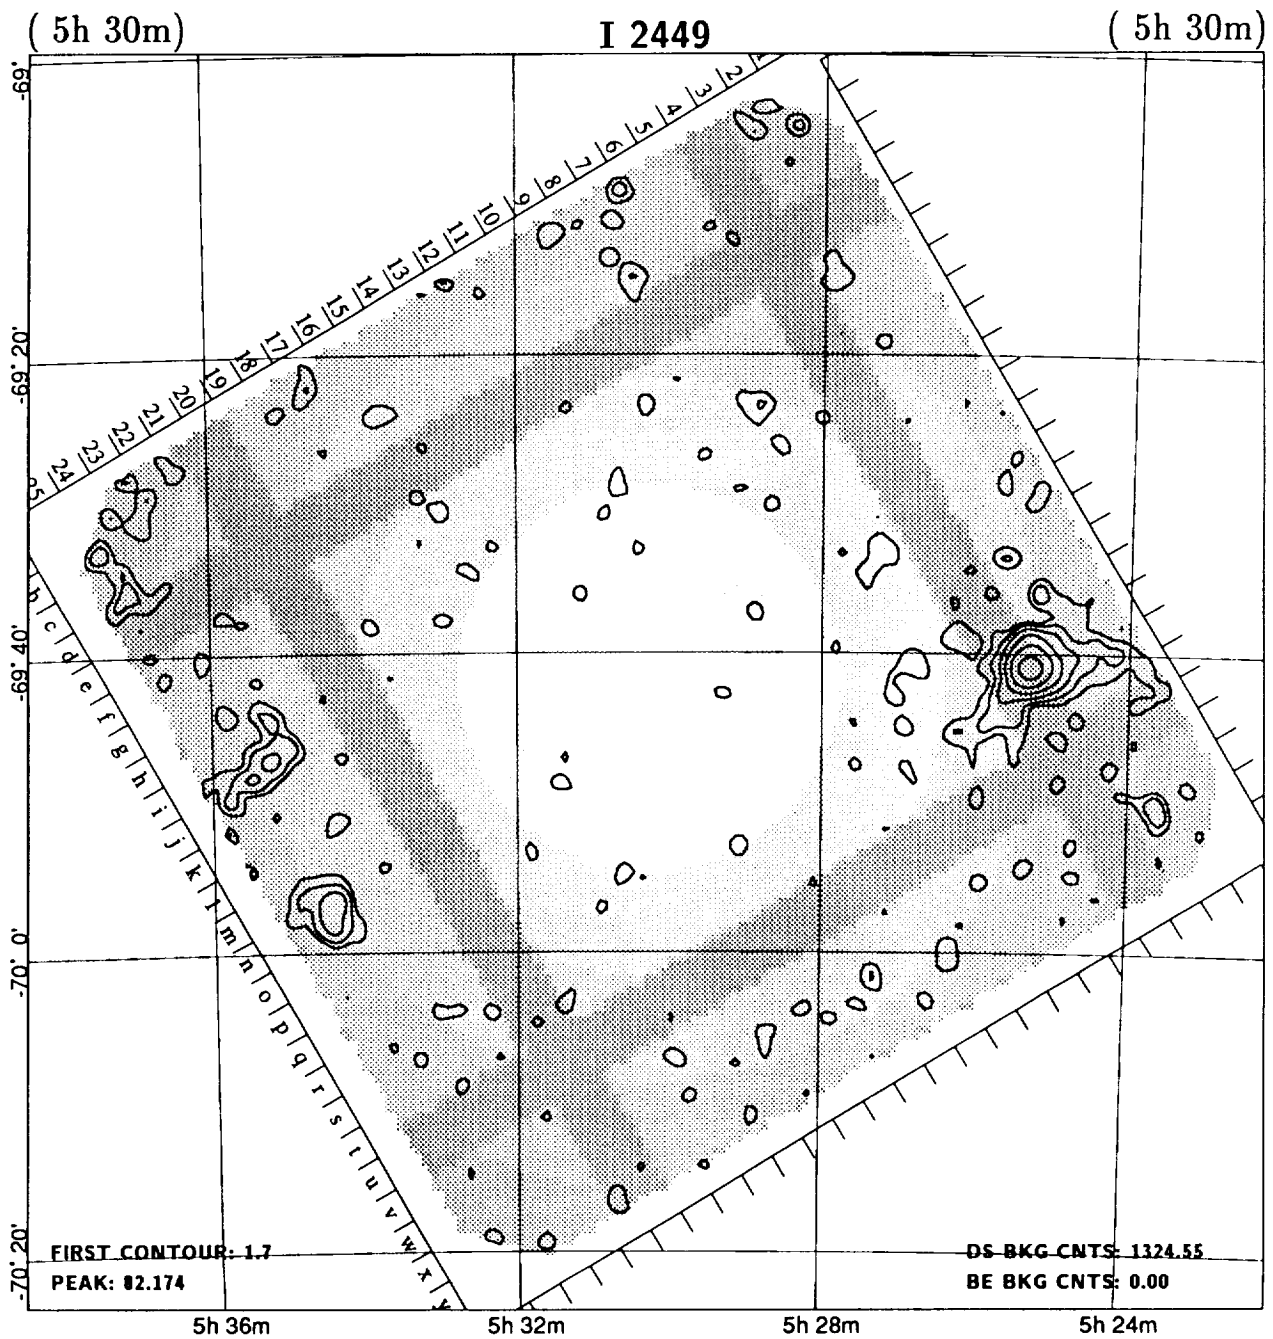 ( 5h 30m) I 2449 ( 5h 30m)
-69°
-69° 20'
-69° 40'
-70° 0'
-70° 20'
1 2 3 4 5 6 7 8 9 10 11 12 13 14 15 16 17 18 19 20 21 22 23 24 25
b c d e f g h i j k l m n o p q r s t u v w x y
FIRST CONTOUR: 1.7
PEAK: 82.174
DS BKG CNTS: 1324.55
BE BKG CNTS: 0.00
5h 36m 5h 32m 5h 28m 5h 24m